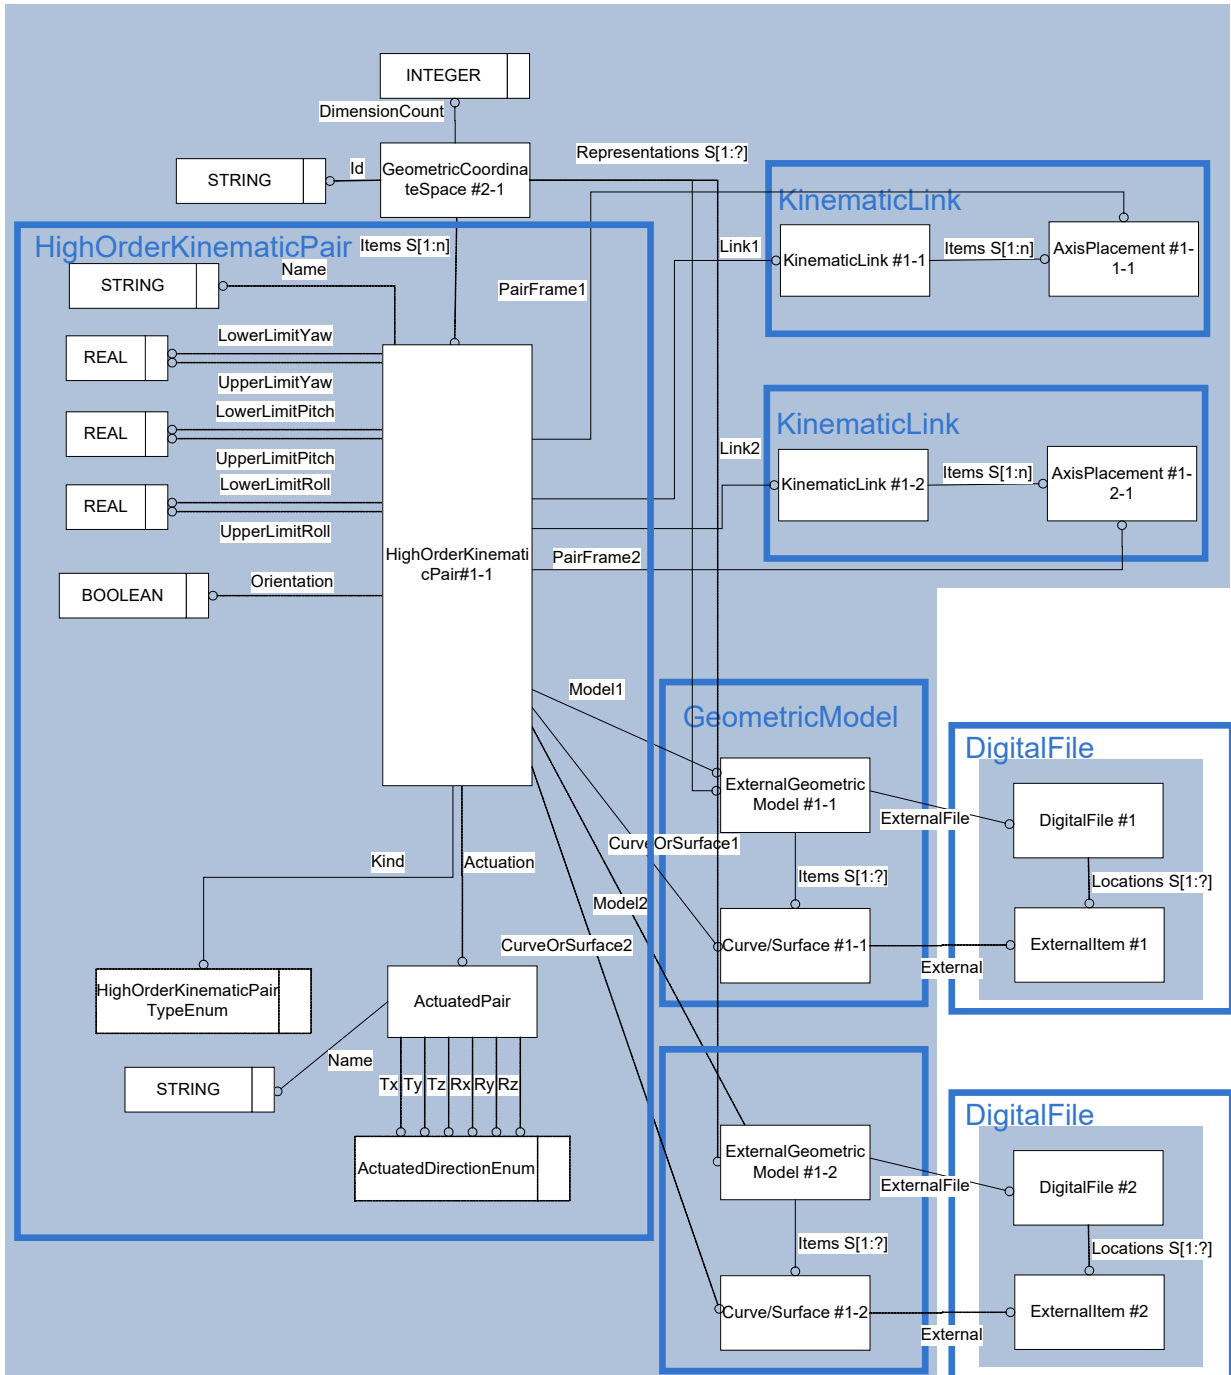 INTEGER
DimensionCount
GeometricCoordina
teSpace #2-1
Id
STRING
Representations S[1:?]
Items S[1:n]
HighOrderKinematicPair
Name
STRING
LowerLimitYaw
REAL
UpperLimitYaw
LowerLimitPitch
REAL
UpperLimitPitch
LowerLimitRoll
REAL
UpperLimitRoll
Orientation
BOOLEAN
HighOrderKinemati
cPair#1-1
PairFrame1
Link1
KinematicLink
KinematicLink #1-1
Items S[1:n]
AxisPlacement #1-
1-1
Link2
KinematicLink
KinematicLink #1-2
Items S[1:n]
AxisPlacement #1-
2-1
PairFrame2
Model1
GeometricModel
ExternalGeometric
Model #1-1
ExternalFile
DigitalFile
DigitalFile #1
CurveOrSurface1
Items S[1:?]
Locations S[1:?]
Kind
Actuation
Model2
CurveOrSurface2
Curve/Surface #1-1
External
ExternalItem #1
HighOrderKinematicPair
TypeEnum
ActuatedPair
Name
STRING
Tx
Ty
Tz
Rx
Ry
Rz
ActuatedDirectionEnum
ExternalGeometric
Model #1-2
ExternalFile
DigitalFile
DigitalFile #2
Items S[1:?]
Locations S[1:?]
Curve/Surface #1-2
External
ExternalItem #2